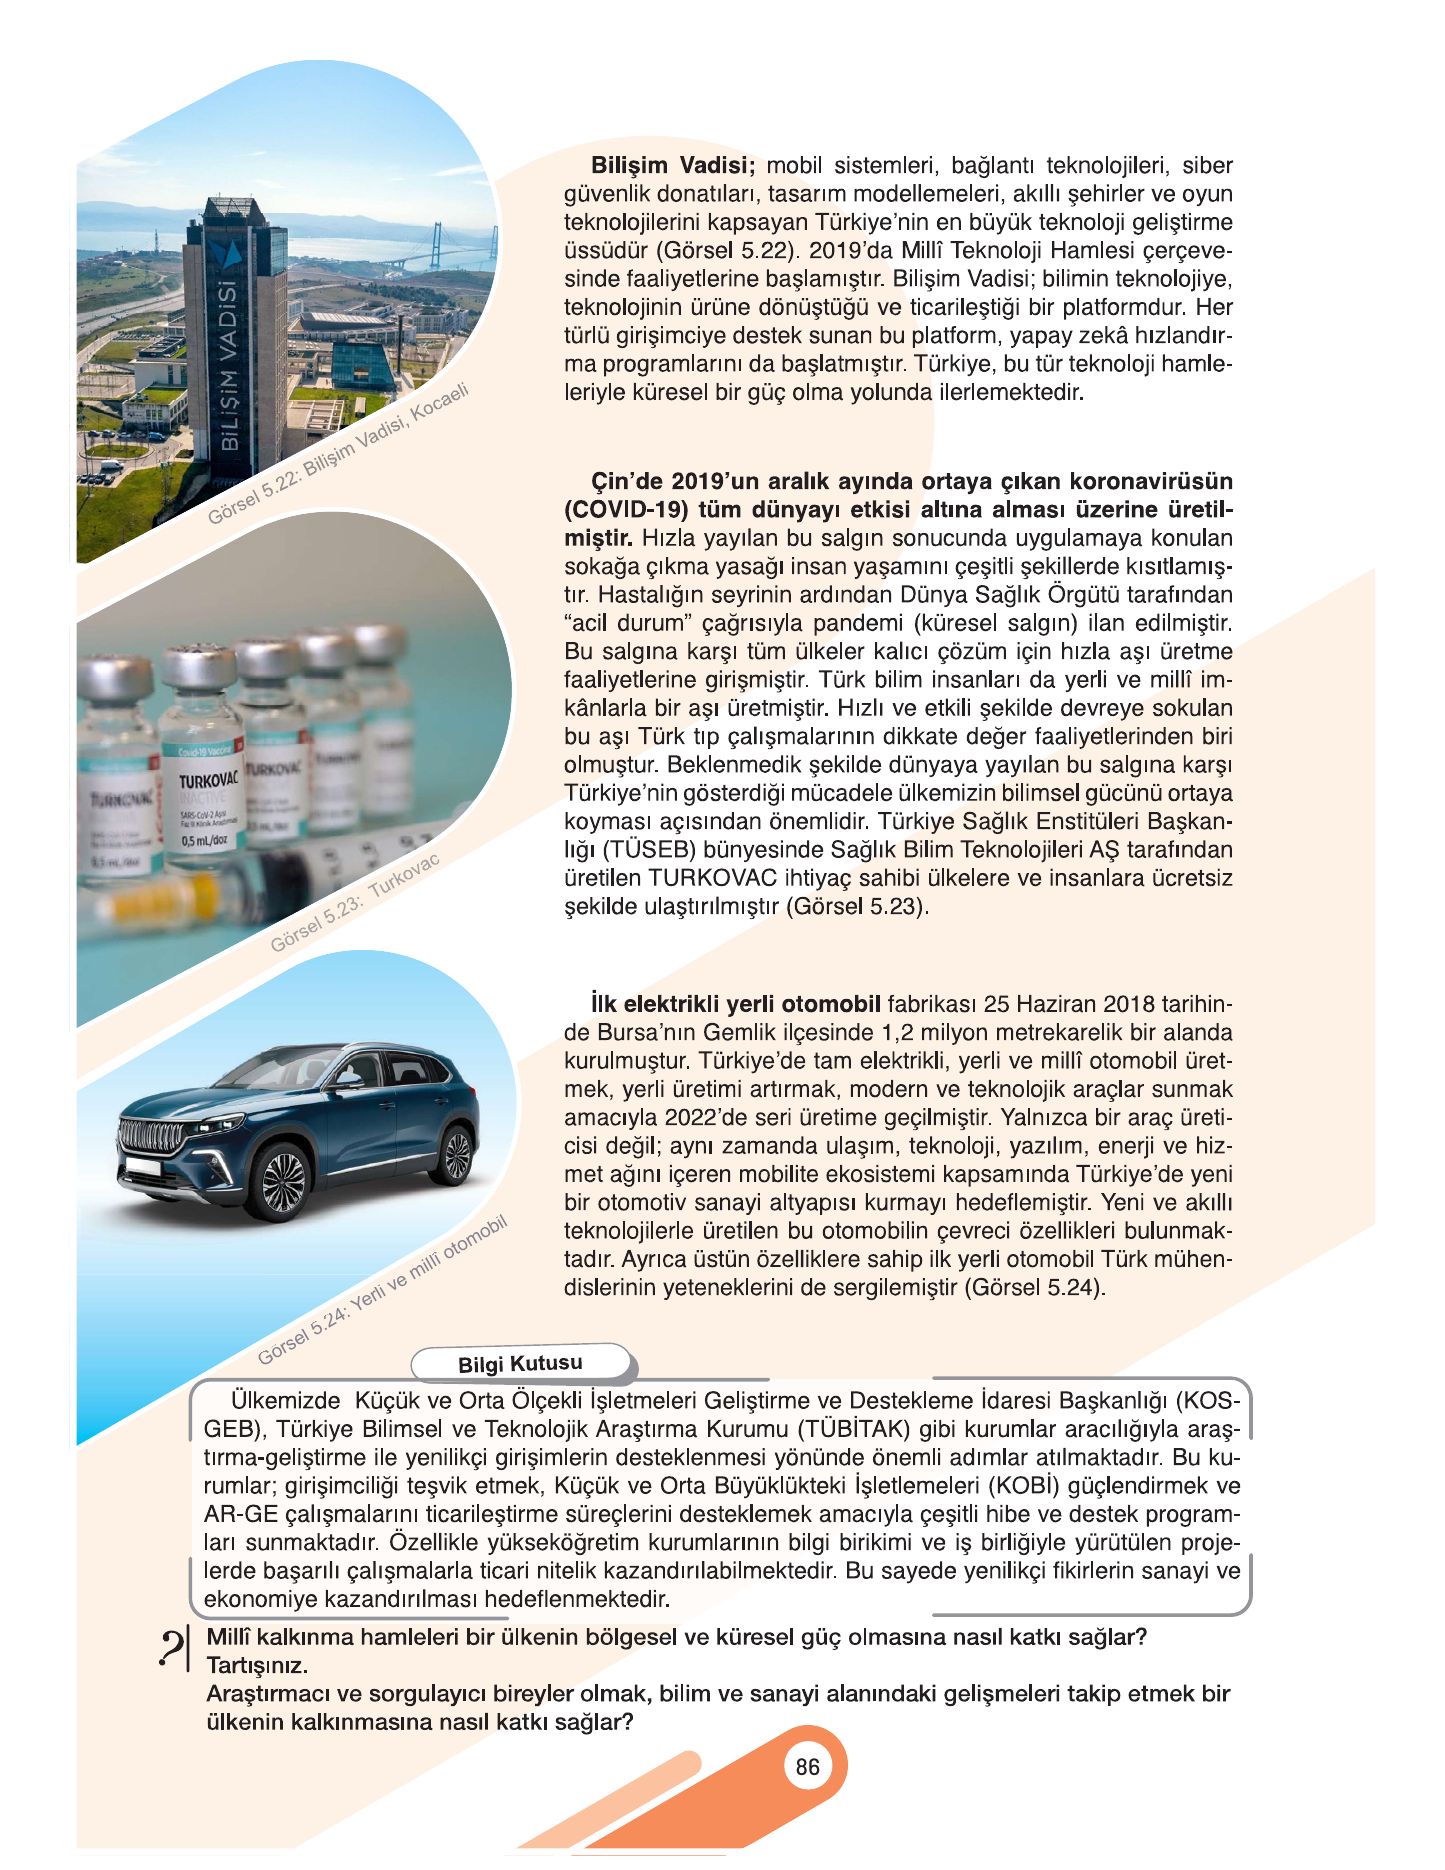 BİLİŞİM VADİSİ
Görsel 5.22: Bilişim Vadisi, Kocaeli
Bilişim Vadisi; mobil sistemleri, bağlantı teknolojileri, siber
güvenlik donatıları, tasarım modellemeleri, akıllı şehirler ve oyun
teknolojilerini kapsayan Türkiye’nin en büyük teknoloji geliştirme
üssüdür (Görsel 5.22). 2019’da Millî Teknoloji Hamlesi çerçeve-
sinde faaliyetlerine başlamıştır. Bilişim Vadisi; bilimin teknolojiye,
teknolojinin ürüne dönüştüğü ve ticarileştiği bir platformdur. Her
türlü girişimciye destek sunan bu platform, yapay zekâ hızlandır-
ma programlarını da başlatmıştır. Türkiye, bu tür teknoloji hamle-
leriyle küresel bir güç olma yolunda ilerlemektedir.
Covid-19 Vaccine
TURKOVAC
INACTIVE
SARS-CoV-2 Aşısı
Faz III Klinik Araştırması
0,5 mL/doz
TURKOVAC
TURKOVAC
Görsel 5.23: Turkovac
Çin’de 2019’un aralık ayında ortaya çıkan koronavirüsün
(COVID-19) tüm dünyayı etkisi altına alması üzerine üretil-
miştir. Hızla yayılan bu salgın sonucunda uygulamaya konulan
sokağa çıkma yasağı insan yaşamını çeşitli şekillerde kısıtlamış-
tır. Hastalığın seyrinin ardından Dünya Sağlık Örgütü tarafından
“acil durum” çağrısıyla pandemi (küresel salgın) ilan edilmiştir.
Bu salgına karşı tüm ülkeler kalıcı çözüm için hızla aşı üretme
faaliyetlerine girişmiştir. Türk bilim insanları da yerli ve millî im-
kânlarla bir aşı üretmiştir. Hızlı ve etkili şekilde devreye sokulan
bu aşı Türk tıp çalışmalarının dikkate değer faaliyetlerinden biri
olmuştur. Beklenmedik şekilde dünyaya yayılan bu salgına karşı
Türkiye’nin gösterdiği mücadele ülkemizin bilimsel gücünü ortaya
koyması açısından önemlidir. Türkiye Sağlık Enstitüleri Başkan-
lığı (TÜSEB) bünyesinde Sağlık Bilim Teknolojileri AŞ tarafından
üretilen TURKOVAC ihtiyaç sahibi ülkelere ve insanlara ücretsiz
şekilde ulaştırılmıştır (Görsel 5.23).
Görsel 5.24: Yerli ve millî otomobil
İlk elektrikli yerli otomobil fabrikası 25 Haziran 2018 tarihin-
de Bursa’nın Gemlik ilçesinde 1,2 milyon metrekarelik bir alanda
kurulmuştur. Türkiye’de tam elektrikli, yerli ve millî otomobil üret-
mek, yerli üretimi artırmak, modern ve teknolojik araçlar sunmak
amacıyla 2022’de seri üretime geçilmiştir. Yalnızca bir araç üreti-
cisi değil; aynı zamanda ulaşım, teknoloji, yazılım, enerji ve hiz-
met ağını içeren mobilite ekosistemi kapsamında Türkiye’de yeni
bir otomotiv sanayi altyapısı kurmayı hedeflemiştir. Yeni ve akıllı
teknolojilerle üretilen bu otomobilin çevreci özellikleri bulunmak-
tadır. Ayrıca üstün özelliklere sahip ilk yerli otomobil Türk mühen-
dislerinin yeteneklerini de sergilemiştir (Görsel 5.24).
Bilgi Kutusu
Ülkemizde Küçük ve Orta Ölçekli İşletmeleri Geliştirme ve Destekleme İdaresi Başkanlığı (KOS-
GEB), Türkiye Bilimsel ve Teknolojik Araştırma Kurumu (TÜBİTAK) gibi kurumlar aracılığıyla araş-
tırma-geliştirme ile yenilikçi girişimlerin desteklenmesi yönünde önemli adımlar atılmaktadır. Bu ku-
rumlar; girişimciliği teşvik etmek, Küçük ve Orta Büyüklükteki İşletlemeleri (KOBİ) güçlendirmek ve
AR-GE çalışmalarını ticarileştirme süreçlerini desteklemek amacıyla çeşitli hibe ve destek program-
ları sunmaktadır. Özellikle yükseköğretim kurumlarının bilgi birikimi ve iş birliğiyle yürütülen proje-
lerde başarılı çalışmalarla ticari nitelik kazandırılabilmektedir. Bu sayede yenilikçi fikirlerin sanayi ve
ekonomiye kazandırılması hedeflenmektedir.
?
Millî kalkınma hamleleri bir ülkenin bölgesel ve küresel güç olmasına nasıl katkı sağlar?
Tartışınız.
Araştırmacı ve sorgulayıcı bireyler olmak, bilim ve sanayi alanındaki gelişmeleri takip etmek bir
ülkenin kalkınmasına nasıl katkı sağlar?
86